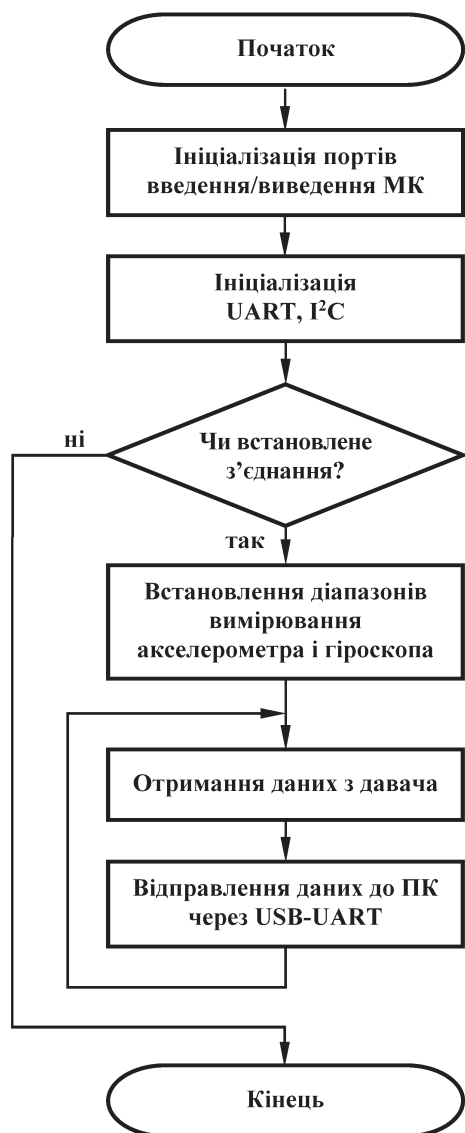 Початок
Ініціалізація портів
введення/виведення МК
Ініціалізація
UART, I²C
Чи встановлене
з’єднання?
ні
так
Встановлення діапазонів
вимірювання
акселерометра і гіроскопа
Отримання даних з давача
Відправлення даних до ПК
через USB-UART
Кінець